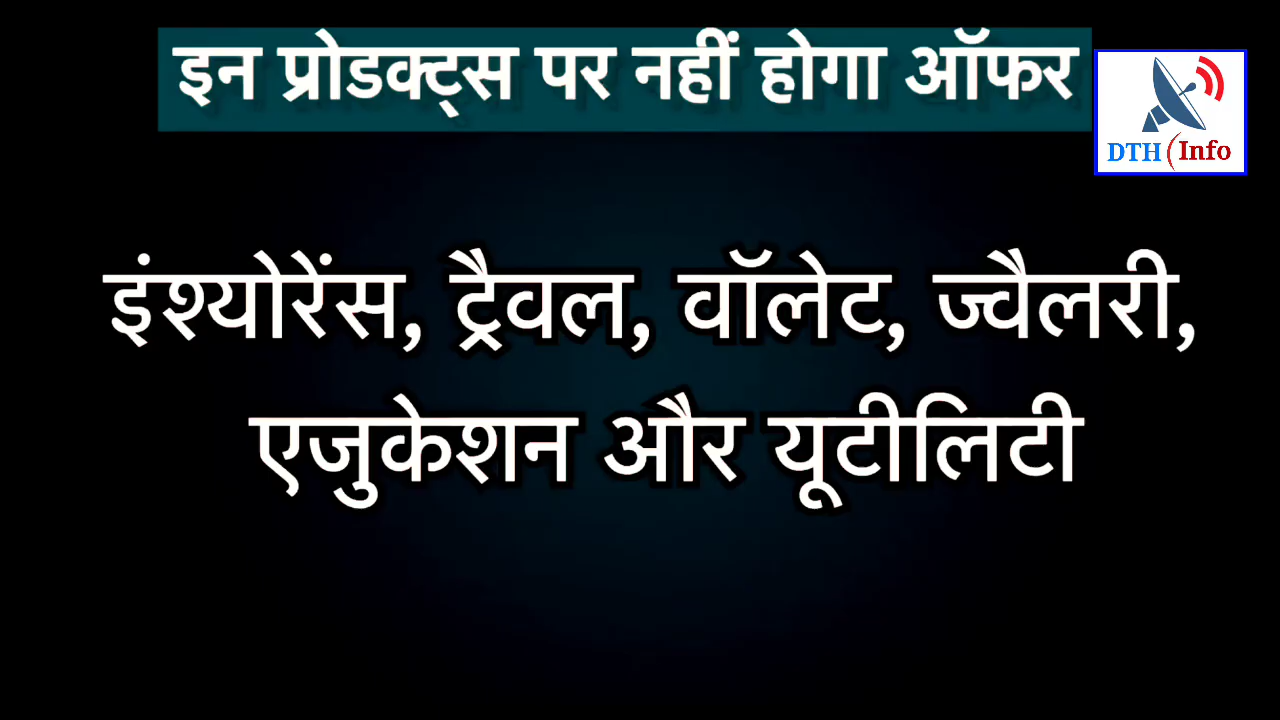 इन प्रोडक्ट्स पर नहीं होगा ऑफर
DTH Info
इंश्योरेंस, ट्रैवल, वॉलेट, ज्वैलरी,
एजुकेशन और यूटीलिटी